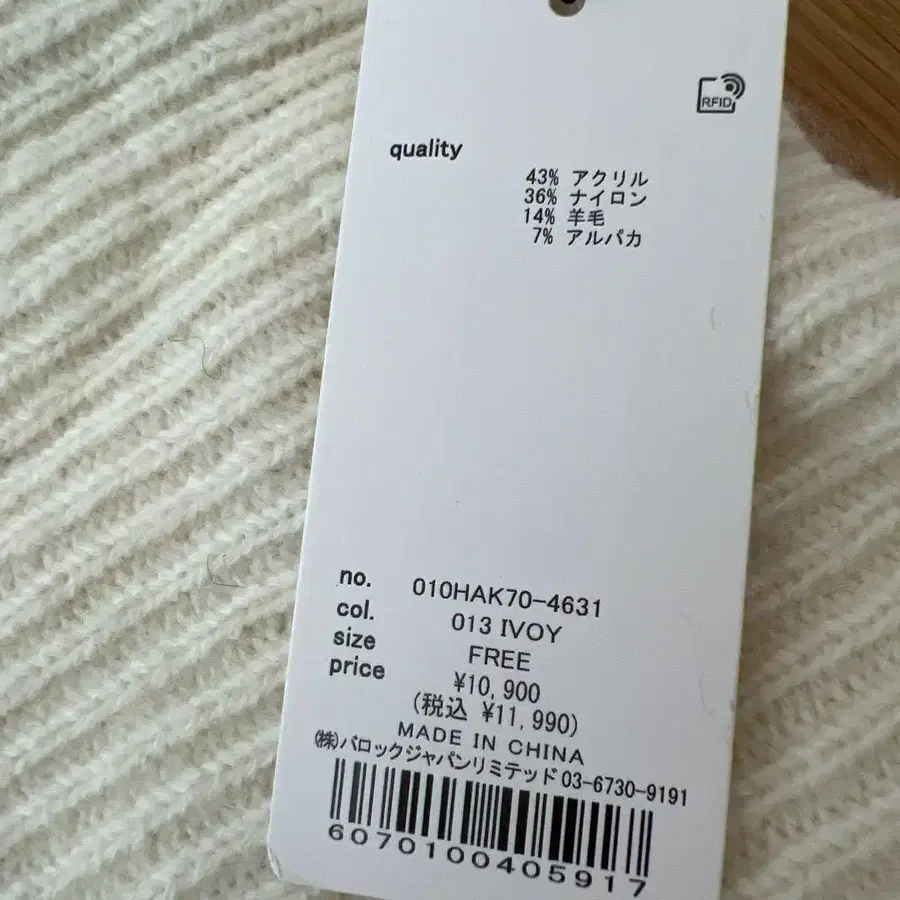 RFID
quality
43% アクリル
36% ナイロン
14% 羊毛
7% アルパカ
no. 010HAK70-4631
col. 013 IVOY
size FREE
price ¥10,900
(税込 ¥11,990)
MADE IN CHINA
㈱バロックジャパンリミテッド 03-6730-9191
6070100405917